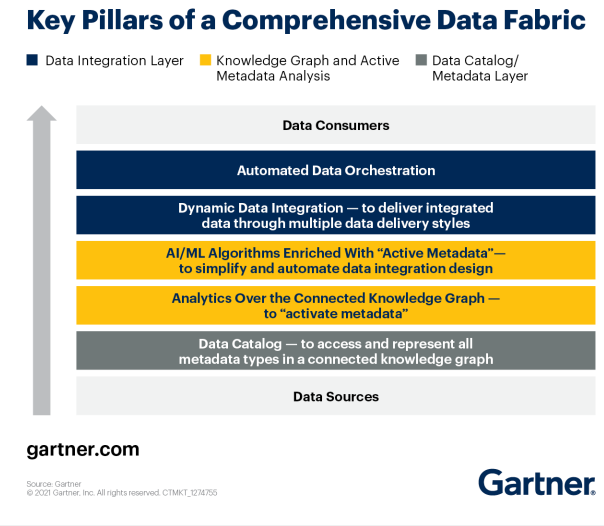 Key Pillars of a Comprehensive Data Fabric
Data Integration Layer
Knowledge Graph and Active
Metadata Analysis
Data Catalog/
Metadata Layer
Data Consumers
Automated Data Orchestration
Dynamic Data Integration — to deliver integrated
data through multiple data delivery styles
AI/ML Algorithms Enriched With “Active Metadata”—
to simplify and automate data integration design
Analytics Over the Connected Knowledge Graph —
to “activate metadata”
Data Catalog — to access and represent all
metadata types in a connected knowledge graph
Data Sources
gartner.com
Source: Gartner
© 2021 Gartner, Inc. All rights reserved. CTMKT_1274755
Gartner®